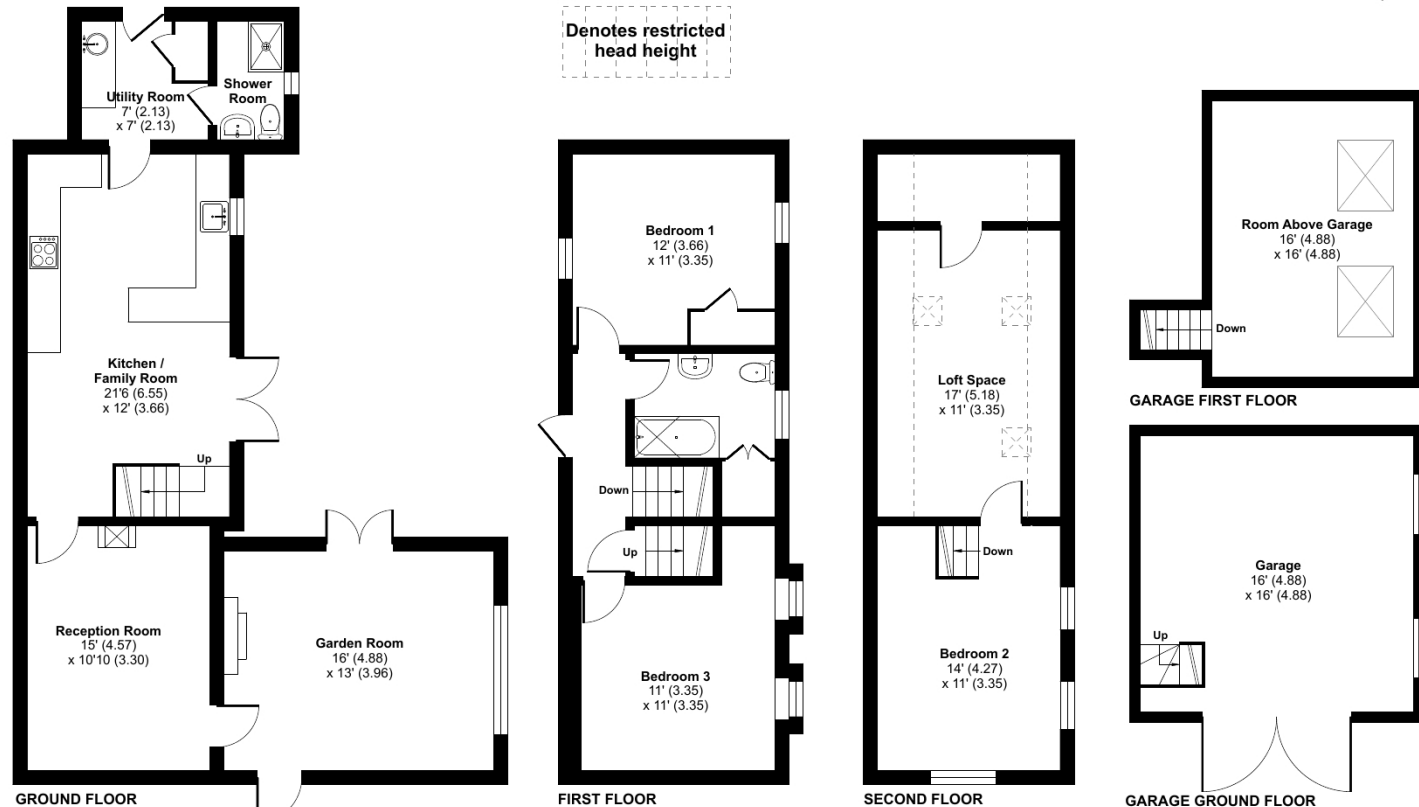 Denotes restricted
head height
Utility Room
7' (2.13)
x 7' (2.13)
Shower
Room
Kitchen /
Family Room
21'6 (6.55)
x 12' (3.66)
Up
Reception Room
15' (4.57)
x 10'10 (3.30)
Garden Room
16' (4.88)
x 13' (3.96)
GROUND FLOOR
Bedroom 1
12' (3.66)
x 11' (3.35)
Down
Up
Bedroom 3
11' (3.35)
x 11' (3.35)
FIRST FLOOR
Loft Space
17' (5.18)
x 11' (3.35)
Down
Bedroom 2
14' (4.27)
x 11' (3.35)
SECOND FLOOR
Room Above Garage
16' (4.88)
x 16' (4.88)
Down
GARAGE FIRST FLOOR
Garage
16' (4.88)
x 16' (4.88)
Up
GARAGE GROUND FLOOR